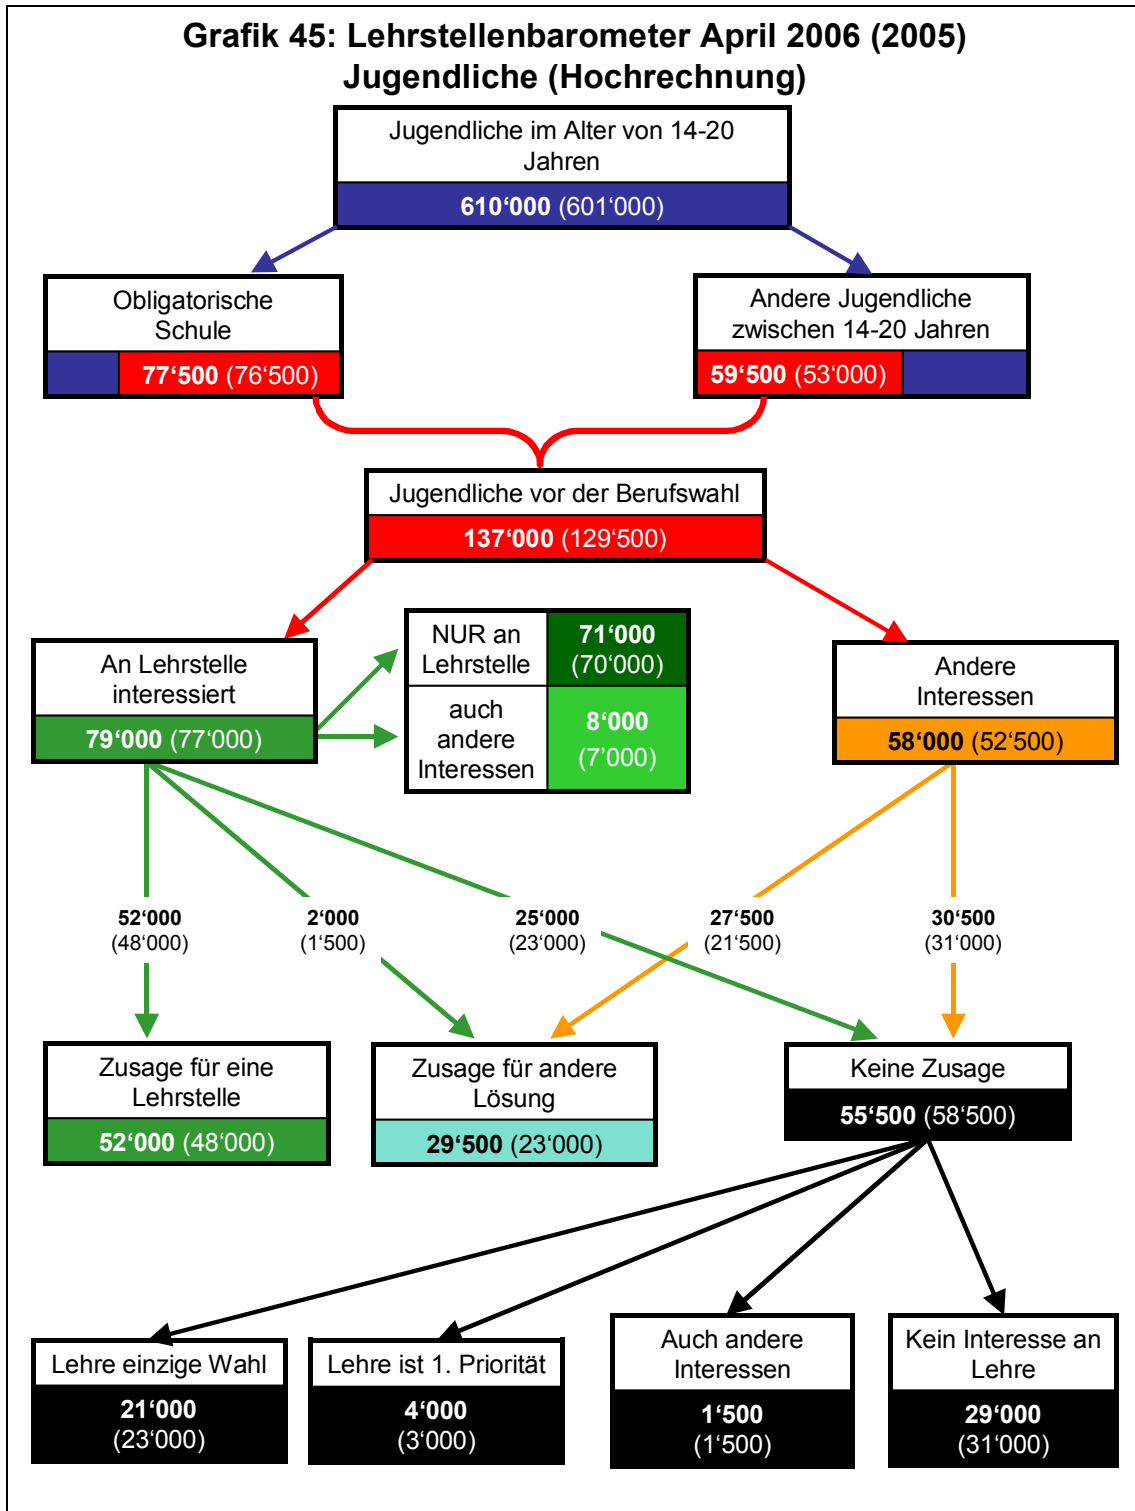 Grafik 45: Lehrstellenbarometer April 2006 (2005)
Jugendliche (Hochrechnung)
Jugendliche im Alter von 14-20
Jahren
610‘000 (601‘000)
Obligatorische
Schule
77‘500 (76‘500)
Andere Jugendliche
zwischen 14-20 Jahren
59‘500 (53‘000)
Jugendliche vor der Berufswahl
137‘000 (129‘500)
An Lehrstelle
interessiert
79‘000 (77‘000)
NUR an
Lehrstelle
71‘000
(70‘000)
auch
andere
Interessen
8‘000
(7’000)
Andere
Interessen
58‘000 (52‘500)
52‘000
(48‘000)
2‘000
(1‘500)
25‘000
(23‘000)
27‘500
(21‘500)
30‘500
(31‘000)
Zusage für eine
Lehrstelle
52‘000 (48‘000)
Zusage für andere
Lösung
29‘500 (23‘000)
Keine Zusage
55‘500 (58‘500)
Lehre einzige Wahl
21‘000
(23‘000)
Lehre ist 1. Priorität
4‘000
(3‘000)
Auch andere
Interessen
1‘500
(1‘500)
Kein Interesse an
Lehre
29‘000
(31‘000)